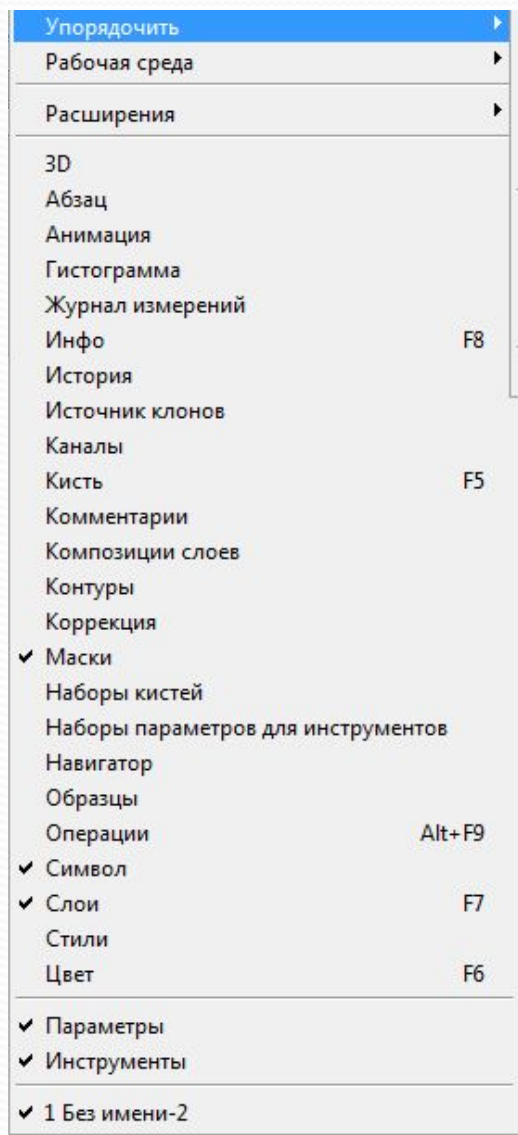 Упорядочить
Рабочая среда
Расширения
3D
Абзац
Анимация
Гистограмма
Журнал измерений
Инфо F8
История
Источник клонов
Каналы
Кисть F5
Комментарии
Композиции слоев
Контуры
Коррекция
Маски
Наборы кистей
Наборы параметров для инструментов
Навигатор
Образцы
Операции Alt+F9
Символ
Слои F7
Стили
Цвет F6
Параметры
Инструменты
1 Без имени-2